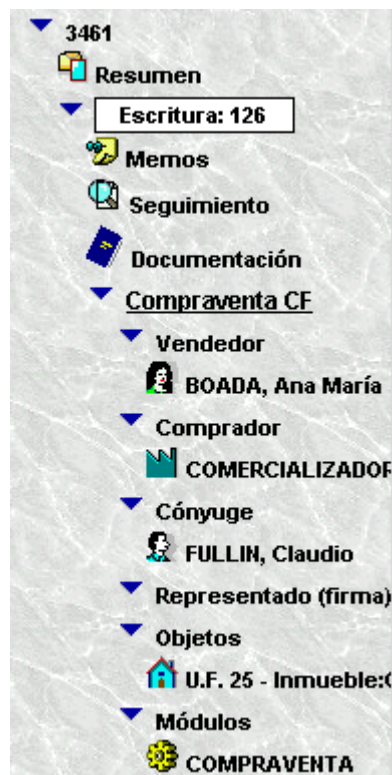 3461
Resumen
Escritura: 126
Memos
Seguimiento
Documentación
Compraventa CF
Vendedor
BOADA, Ana María
Comprador
COMERCIALIZADOR
Cónyuge
FULLIN, Claudio
Representado (firma)
Objetos
U.F. 25 - Inmueble:
Módulos
COMPRAVENTA